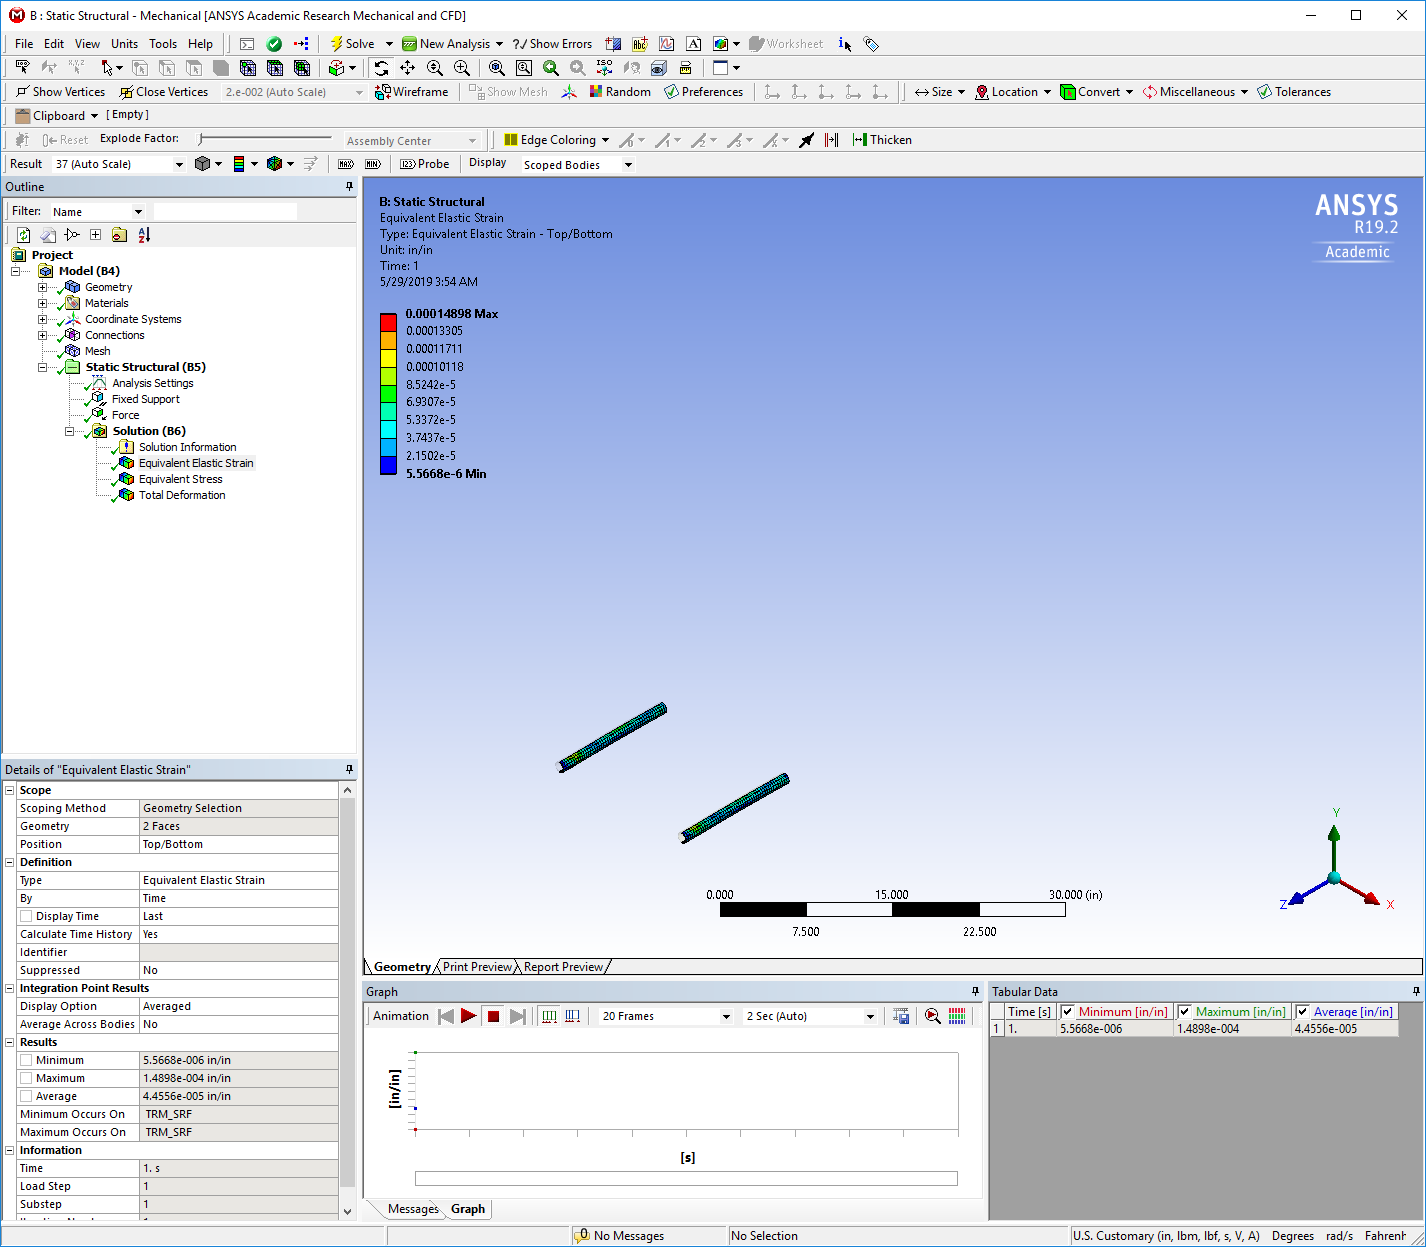 B : Static Structural - Mechanical [ANSYS Academic Research Mechanical and CFD]
File Edit View Units Tools Help Solve New Analysis ?/ Show Errors Worksheet
Show Vertices Close Vertices 2.e-002 (Auto Scale) Wireframe Show Mesh Random Preferences Size Location Convert Miscellaneous Tolerances
Clipboard [ Empty ]
Reset Explode Factor: Assembly Center Edge Coloring Thicken
Result 37 (Auto Scale) MAX MIN Probe Display Scoped Bodies
Outline
Filter: Name
Project
Model (B4)
Geometry
Materials
Coordinate Systems
Connections
Mesh
Static Structural (B5)
Analysis Settings
Fixed Support
Force
Solution (B6)
Solution Information
Equivalent Elastic Strain
Equivalent Stress
Total Deformation
Details of "Equivalent Elastic Strain"
Scope
Scoping Method Geometry Selection
Geometry 2 Faces
Position Top/Bottom
Definition
Type Equivalent Elastic Strain
By Time
Display Time Last
Calculate Time History Yes
Identifier
Suppressed No
Integration Point Results
Display Option Averaged
Average Across Bodies No
Results
Minimum 5.5668e-006 in/in
Maximum 1.4898e-004 in/in
Average 4.4556e-005 in/in
Minimum Occurs On TRM_SRF
Maximum Occurs On TRM_SRF
Information
Time 1. s
Load Step 1
Substep 1
B: Static Structural
Equivalent Elastic Strain
Type: Equivalent Elastic Strain - Top/Bottom
Unit: in/in
Time: 1
5/29/2019 3:54 AM
0.00014898 Max
0.00013305
0.00011711
0.00010118
8.5242e-5
6.9307e-5
5.3372e-5
3.7437e-5
2.1502e-5
5.5668e-6 Min
ANSYS
R19.2
Academic
0.000 15.000 30.000 (in)
7.500 22.500
Y
Z X
Geometry Print Preview Report Preview
Graph
Animation 20 Frames 2 Sec (Auto)
[in/in]
[s]
Messages Graph
Tabular Data
Time [s] Minimum [in/in] Maximum [in/in] Average [in/in]
1 1. 5.5668e-006 1.4898e-004 4.4556e-005
No Messages No Selection U.S. Customary (in, lbm, lbf, s, V, A) Degrees rad/s Fahrenh